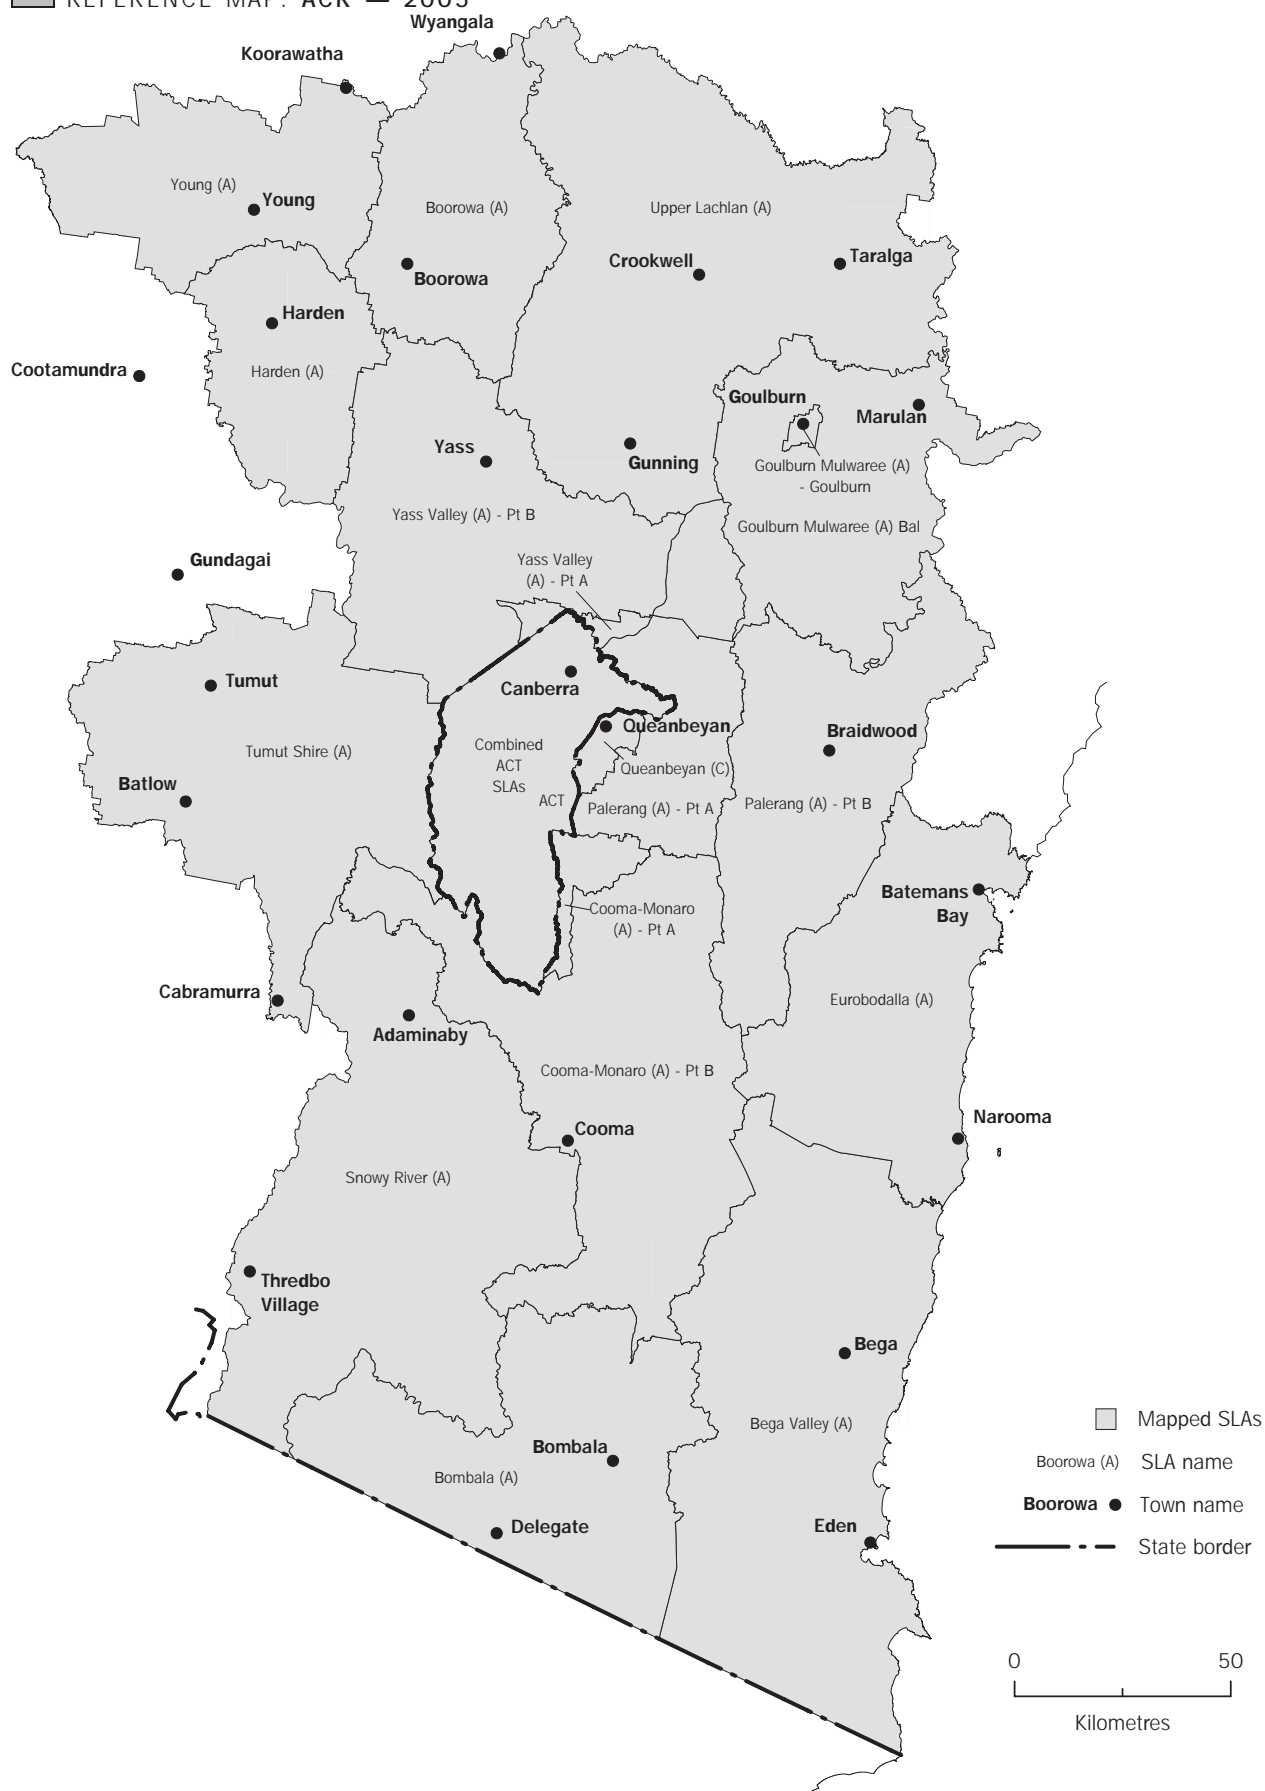 REFERENCE MAP: ACR — 2005
Wyangala
Koorawatha
Young (A)
Young
Boorowa (A)
Upper Lachlan (A)
Crookwell
Taralga
Boorowa
Harden
Cootamundra
Harden (A)
Goulburn
Marulan
Yass
Gunning
Goulburn Mulwaree (A)
- Goulburn
Yass Valley (A) - Pt B
Goulburn Mulwaree (A) Bal
Yass Valley
(A) - Pt A
Gundagai
Tumut
Canberra
Queanbeyan
Braidwood
Tumut Shire (A)
Combined
ACT
SLAs
Queanbeyan (C)
Batlow
ACT
Palerang (A) - Pt A
Palerang (A) - Pt B
Batemans
Bay
Cooma-Monaro
(A) - Pt A
Cabramurra
Eurobodalla (A)
Adaminaby
Cooma-Monaro (A) - Pt B
Narooma
Cooma
Snowy River (A)
Thredbo
Village
Bega
Bega Valley (A)
Mapped SLAs
Bombala
Boorowa (A) SLA name
Bombala (A)
Boorowa Town name
Delegate
Eden
State border
0 50
Kilometres